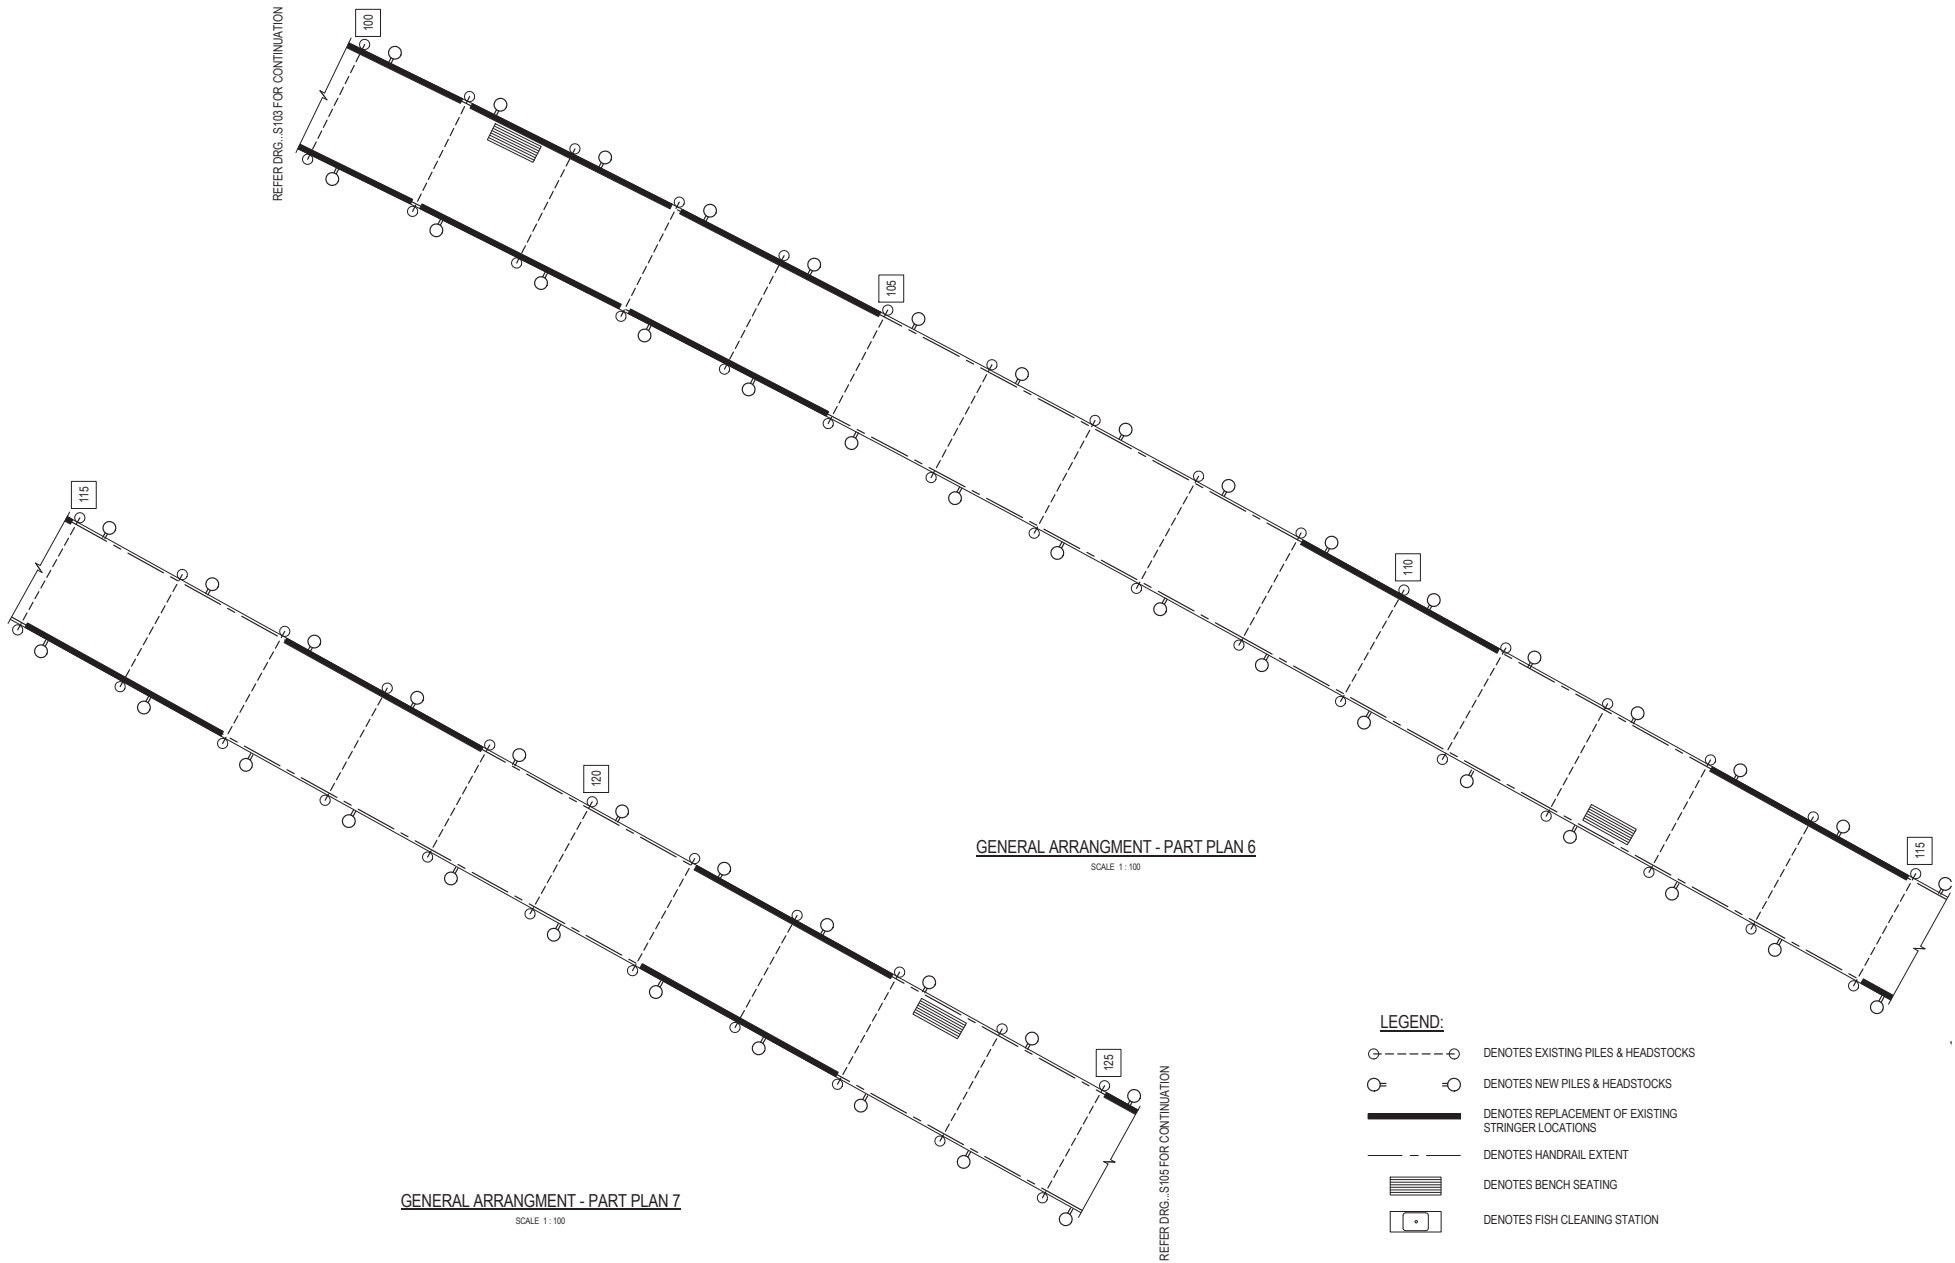 REFER DRG...S103 FOR CONTINUATION
100
105
110
115
GENERAL ARRANGMENT - PART PLAN 6
SCALE 1 : 100
115
120
125
REFER DRG...S105 FOR CONTINUATION
GENERAL ARRANGMENT - PART PLAN 7
SCALE 1 : 100
LEGEND:
DENOTES EXISTING PILES & HEADSTOCKS
DENOTES NEW PILES & HEADSTOCKS
DENOTES REPLACEMENT OF EXISTING
STRINGER LOCATIONS
DENOTES HANDRAIL EXTENT
DENOTES BENCH SEATING
DENOTES FISH CLEANING STATION